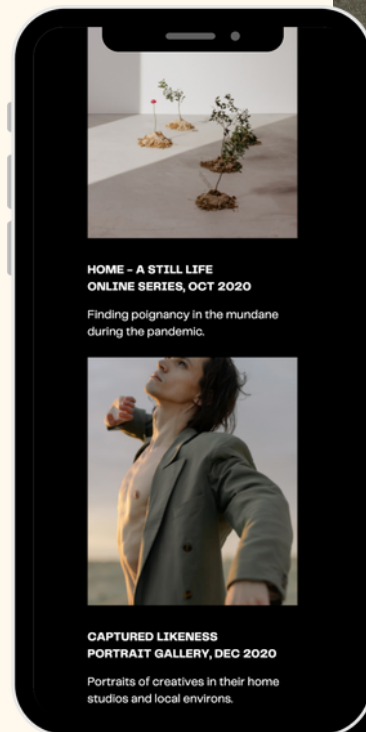 HOME – A STILL LIFE
ONLINE SERIES, OCT 2020
Finding poignancy in the mundane
during the pandemic.
CAPTURED LIKENESS
PORTRAIT GALLERY, DEC 2020
Portraits of creatives in their home
studios and local environs.